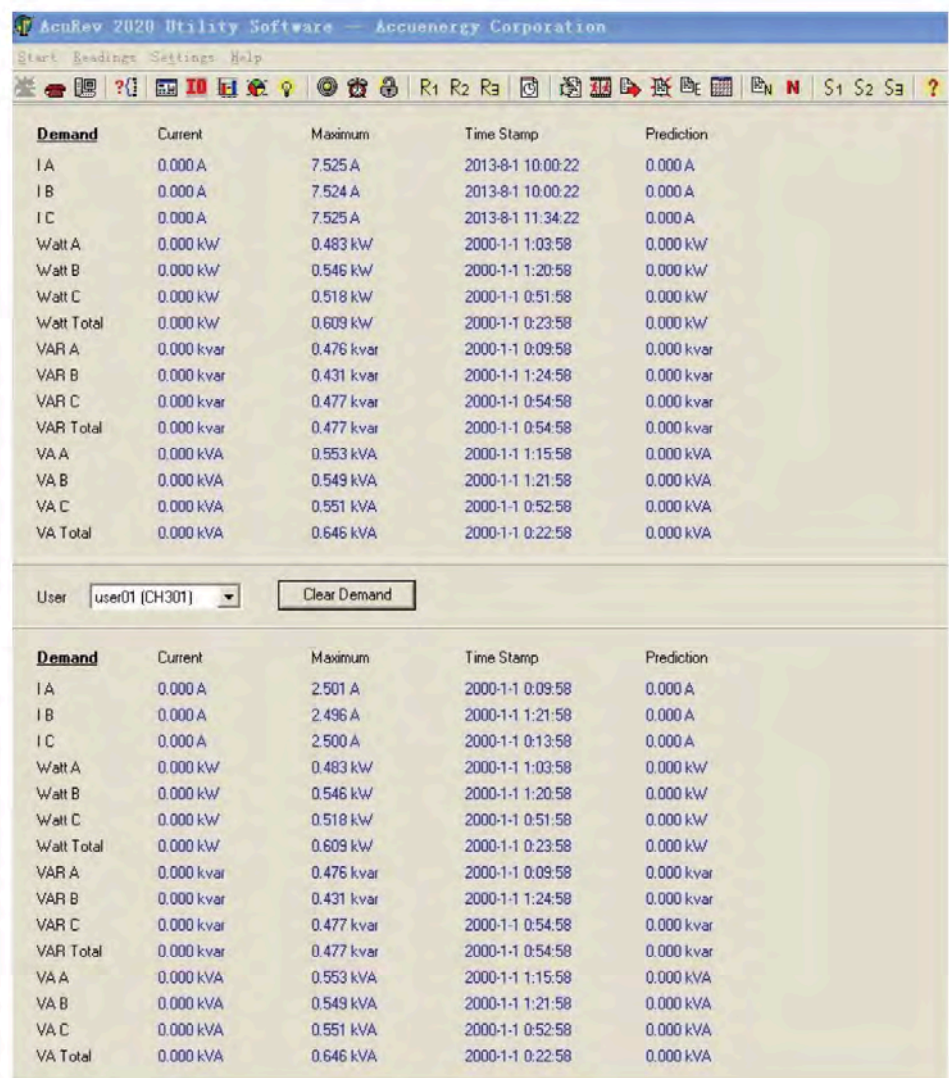 AcuRev 2020 Utility Software -- Accuenergy Corporation
Start Readings Settings Help
?{} IO R1 R2 R3 E N N S1 S2 S3 ?
Demand Current Maximum Time Stamp Prediction
I A 0.000 A 7.525 A 2013-8-1 10:00:22 0.000 A
I B 0.000 A 7.524 A 2013-8-1 10:00:22 0.000 A
I C 0.000 A 7.525 A 2013-8-1 11:34:22 0.000 A
Watt A 0.000 kW 0.483 kW 2000-1-1 1:03:58 0.000 kW
Watt B 0.000 kW 0.546 kW 2000-1-1 1:20:58 0.000 kW
Watt C 0.000 kW 0.518 kW 2000-1-1 0:51:58 0.000 kW
Watt Total 0.000 kW 0.609 kW 2000-1-1 0:23:58 0.000 kW
VAR A 0.000 kvar 0.476 kvar 2000-1-1 0:09:58 0.000 kvar
VAR B 0.000 kvar 0.431 kvar 2000-1-1 1:24:58 0.000 kvar
VAR C 0.000 kvar 0.477 kvar 2000-1-1 0:54:58 0.000 kvar
VAR Total 0.000 kvar 0.477 kvar 2000-1-1 0:54:58 0.000 kvar
VA A 0.000 kVA 0.553 kVA 2000-1-1 1:15:58 0.000 kVA
VA B 0.000 kVA 0.549 kVA 2000-1-1 1:21:58 0.000 kVA
VA C 0.000 kVA 0.551 kVA 2000-1-1 0:52:58 0.000 kVA
VA Total 0.000 kVA 0.646 kVA 2000-1-1 0:22:58 0.000 kVA
User user01 (CH301) Clear Demand
Demand Current Maximum Time Stamp Prediction
I A 0.000 A 2.501 A 2000-1-1 0:09:58 0.000 A
I B 0.000 A 2.496 A 2000-1-1 1:21:58 0.000 A
I C 0.000 A 2.500 A 2000-1-1 0:13:58 0.000 A
Watt A 0.000 kW 0.483 kW 2000-1-1 1:03:58 0.000 kW
Watt B 0.000 kW 0.546 kW 2000-1-1 1:20:58 0.000 kW
Watt C 0.000 kW 0.518 kW 2000-1-1 0:51:58 0.000 kW
Watt Total 0.000 kW 0.609 kW 2000-1-1 0:23:58 0.000 kW
VAR A 0.000 kvar 0.476 kvar 2000-1-1 0:09:58 0.000 kvar
VAR B 0.000 kvar 0.431 kvar 2000-1-1 1:24:58 0.000 kvar
VAR C 0.000 kvar 0.477 kvar 2000-1-1 0:54:58 0.000 kvar
VAR Total 0.000 kvar 0.477 kvar 2000-1-1 0:54:58 0.000 kvar
VA A 0.000 kVA 0.553 kVA 2000-1-1 1:15:58 0.000 kVA
VA B 0.000 kVA 0.549 kVA 2000-1-1 1:21:58 0.000 kVA
VA C 0.000 kVA 0.551 kVA 2000-1-1 0:52:58 0.000 kVA
VA Total 0.000 kVA 0.646 kVA 2000-1-1 0:22:58 0.000 kVA